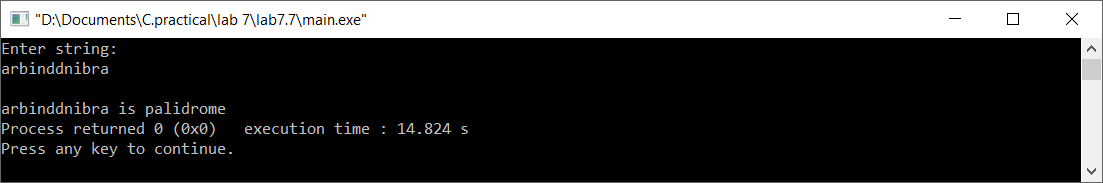 "D:\Documents\C.practical\lab 7\lab7.7\main.exe"
Enter string:
arbinddnibra

arbinddnibra is palidrome
Process returned 0 (0x0)   execution time : 14.824 s
Press any key to continue.